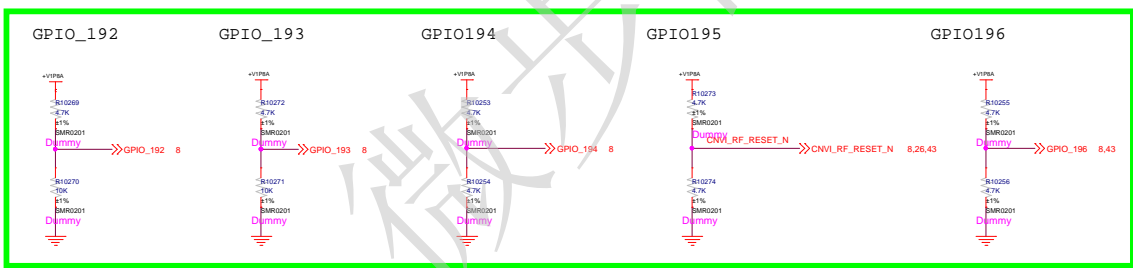 GPIO_192
GPIO_193
GPIO194
GPIO195
GPIO196
+V1P8A
R10269
4.7K
±1%
SMR0201
Dummy
GPIO_192 8
R10270
10K
±1%
SMR0201
Dummy
+V1P8A
R10272
4.7K
±1%
SMR0201
Dummy
GPIO_193 8
R10271
10K
±1%
SMR0201
Dummy
+V1P8A
R10253
4.7K
±1%
SMR0201
Dummy
GPIO_194 8
R10254
4.7K
±1%
SMR0201
Dummy
+V1P8A
R10273
4.7K
±1%
SMR0201
Dummy
CNVI_RF_RESET_N
CNVI_RF_RESET_N 8,26,43
R10274
4.7K
±1%
SMR0201
Dummy
+V1P8A
R10255
4.7K
±1%
SMR0201
Dummy
GPIO_196 8,43
R10256
4.7K
±1%
SMR0201
Dummy
微步